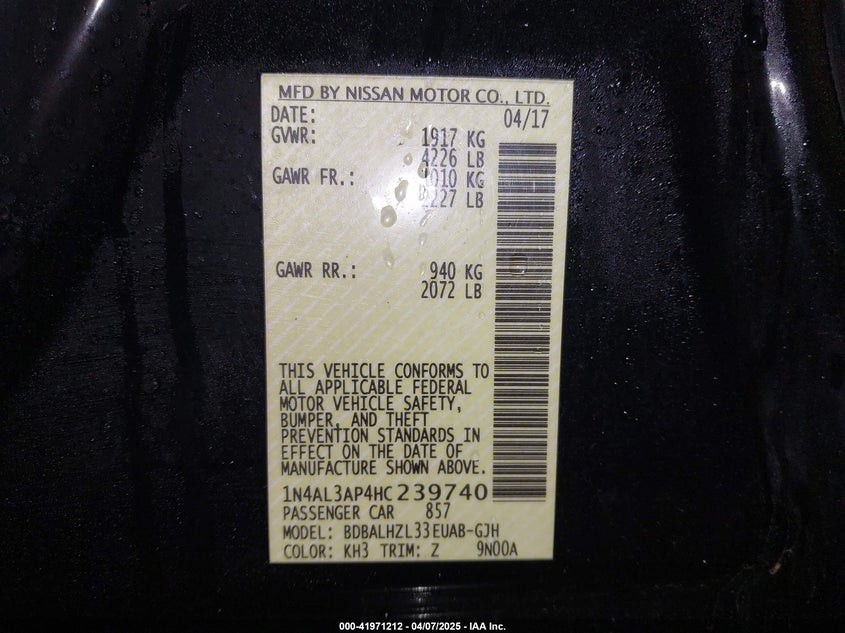 MFD BY NISSAN MOTOR CO., LTD.
DATE: 04/17
GVWR: 1917 KG
4226 LB
GAWR FR.: 1010 KG
2227 LB
GAWR RR.: 940 KG
2072 LB
THIS VEHICLE CONFORMS TO
ALL APPLICABLE FEDERAL
MOTOR VEHICLE SAFETY,
BUMPER, AND THEFT
PREVENTION STANDARDS IN
EFFECT ON THE DATE OF
MANUFACTURE SHOWN ABOVE.
1N4AL3AP4HC239740
PASSENGER CAR 857
MODEL: BDBALHZL33EUAB-GJH
COLOR: KH3 TRIM: Z 9N00A
000-41971212 - 04/07/2025 - IAA Inc.